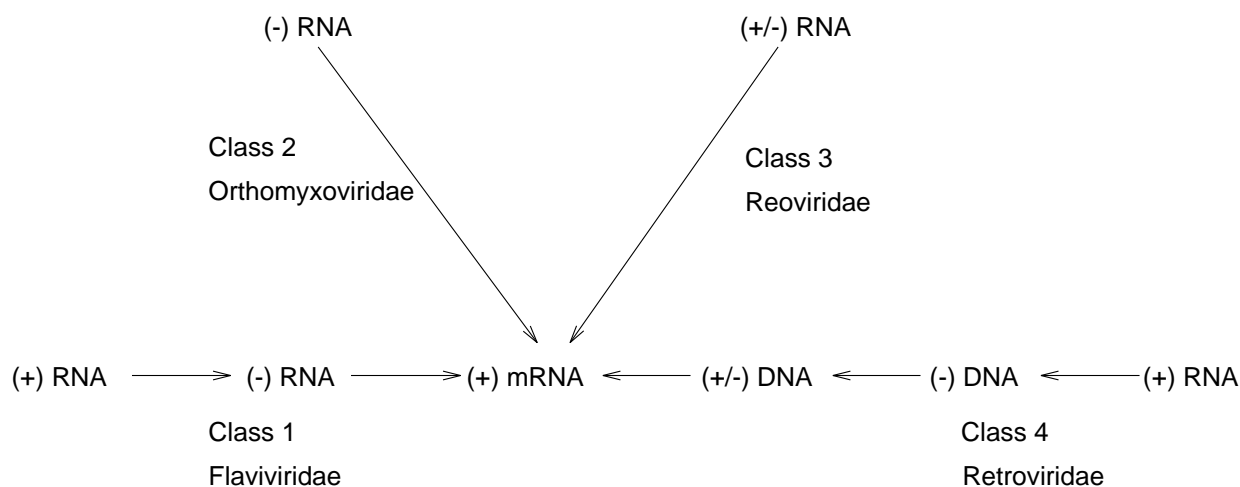 (-) RNA
(+/-) RNA
Class 2
Orthomyxoviridae
Class 3
Reoviridae
(+) RNA
(-) RNA
(+) mRNA
(+/-) DNA
(-) DNA
(+) RNA
Class 1
Flaviviridae
Class 4
Retroviridae